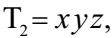 T₂ = xyz,